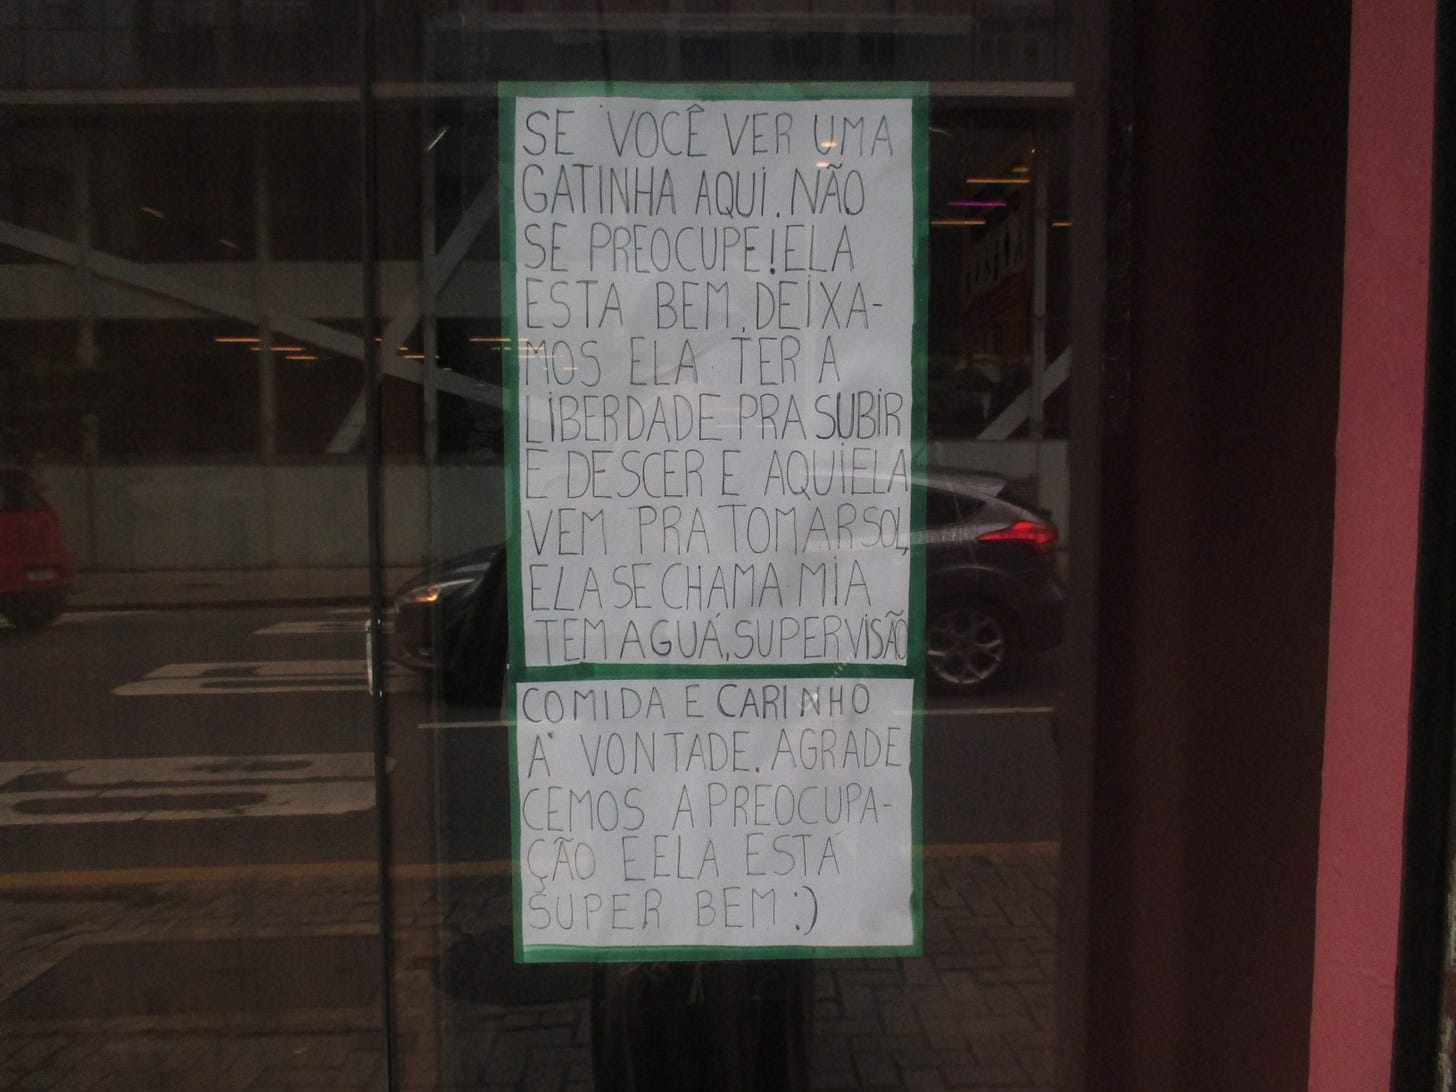 SE VOCÊ VER UMA
GATINHA AQUI. NÃO
SE PREOCUPE! ELA
ESTA BEM. DEIXA-
MOS ELA TER A
LIBERDADE PRA SUBIR
E DESCER E AQUI ELA
VEM PRA TOMAR SOL,
ELA SE CHAMA MIA
TEM AGUÁ, SUPERVISÃO
COMIDA E CARINHO
A' VONTADE. AGRADE
CEMOS A PREOCUPA-
ÇÃO E ELA ESTÁ
SUPER BEM :)